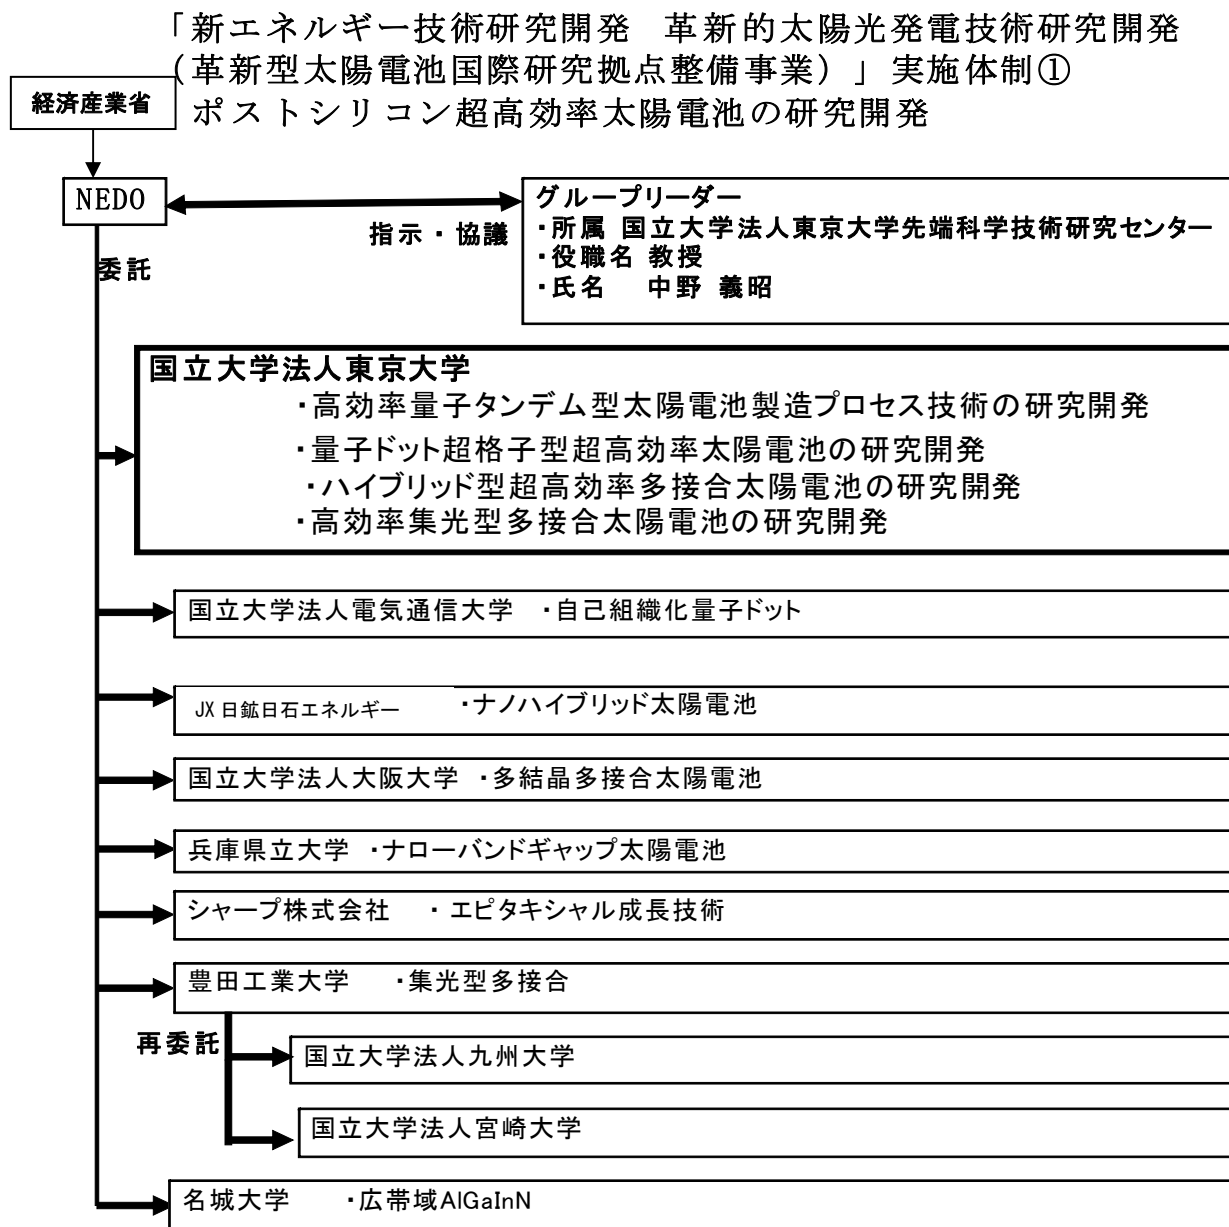 「新エネルギー技術研究開発　革新的太陽光発電技術研究開発
（革新型太陽電池国際研究拠点整備事業）」実施体制①
経済産業省
ポストシリコン超高効率太陽電池の研究開発
NEDO
グループリーダー
・所属 国立大学法人東京大学先端科学技術研究センター
・役職名 教授
・氏名　中野 義昭
指示・協議
委託
国立大学法人東京大学
・高効率量子タンデム型太陽電池製造プロセス技術の研究開発
・量子ドット超格子型超高効率太陽電池の研究開発
・ハイブリッド型超高効率多接合太陽電池の研究開発
・高効率集光型多接合太陽電池の研究開発
国立大学法人電気通信大学　・自己組織化量子ドット
JX 日鉱日石エネルギー　・ナノハイブリッド太陽電池
国立大学法人大阪大学　・多結晶多接合太陽電池
兵庫県立大学　・ナローバンドギャップ太陽電池
シャープ株式会社　・エピタキシャル成長技術
豊田工業大学　・集光型多接合
再委託
国立大学法人九州大学
国立大学法人宮崎大学
名城大学　・広帯域AlGaInN